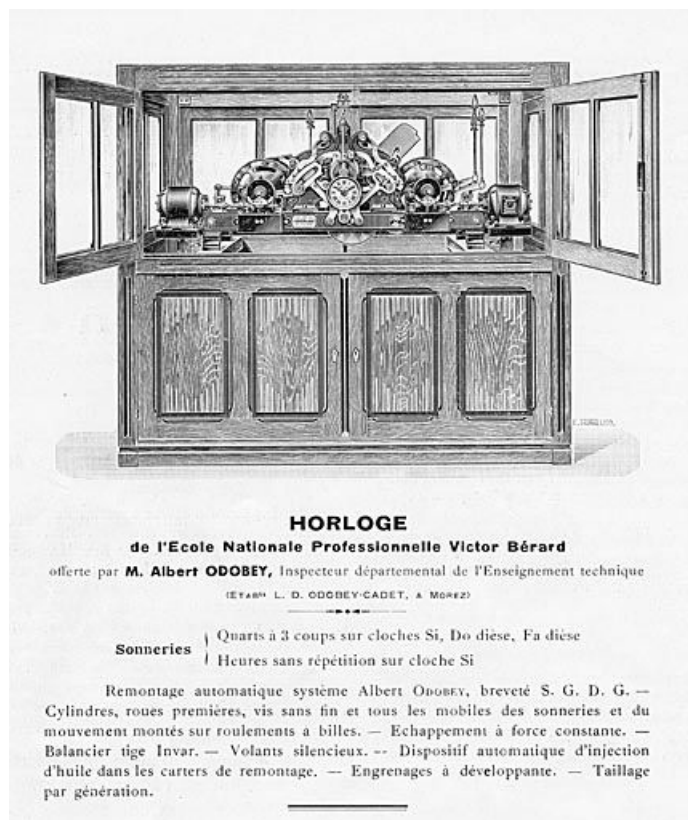 HORLOGE
de l'Ecole Nationale Professionnelle Victor Bérard
offerte par M. Albert ODOBEY, Inspecteur départemental de l'Enseignement technique
(ETABts L. D. ODOBEY-CADET, A MOREZ)
Sonneries
Quarts à 3 coups sur cloches Si, Do dièse, Fa dièse
Heures sans répétition sur cloche Si
Remontage automatique système Albert ODOBEY, breveté S. G. D. G. —
Cylindres, roues premières, vis sans fin et tous les mobiles des sonneries et du
mouvement montés sur roulements à billes. — Echappement à force constante. —
Balancier tige Invar. — Volants silencieux. -- Dispositif automatique d'injection
d'huile dans les carters de remontage. — Engrenages à développante. — Taillage
par génération.